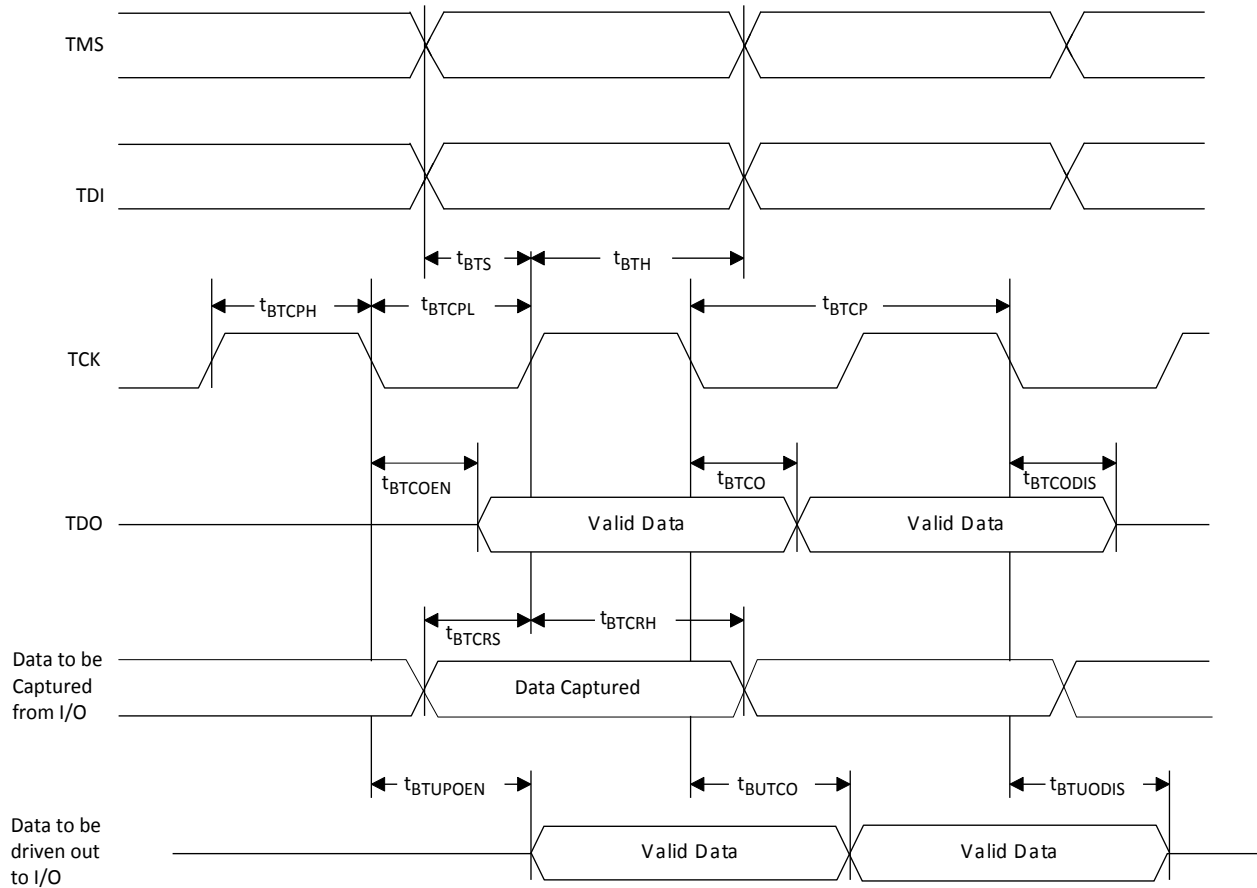 TMS
TDI
tBTS
tBTH
tBTCPH
tBTCPL
tBTCP
TCK
tBTCOEN
tBTCO
tBTCODIS
TDO
Valid Data
Valid Data
tBTCRS
tBTCRH
Data to be
Captured
from I/O
Data Captured
tBTUPOEN
tBUTCO
tBTUODIS
Data to be
driven out
to I/O
Valid Data
Valid Data